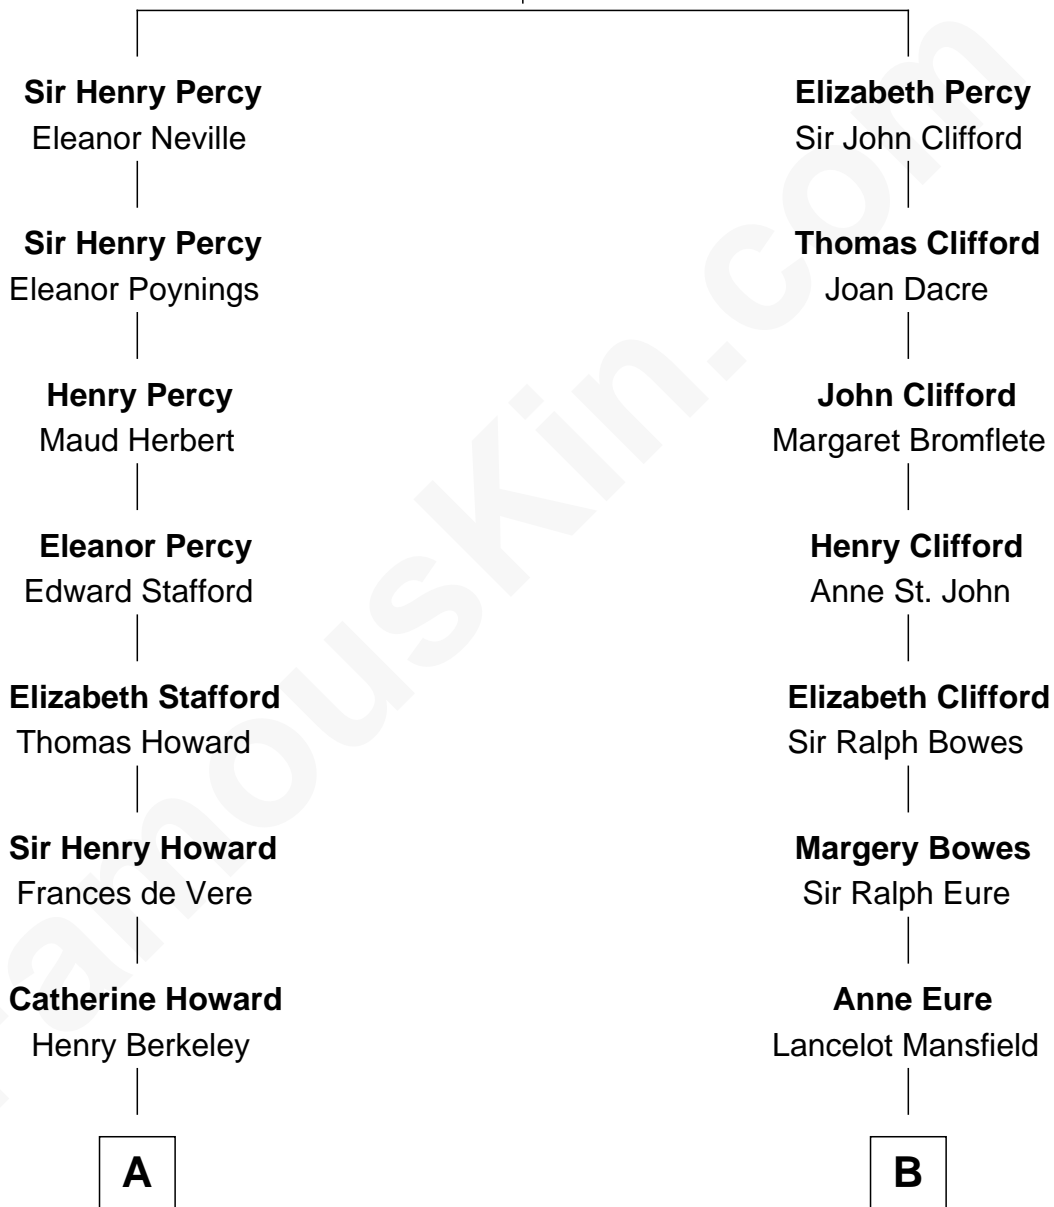 Sir Henry Percy
Eleanor Neville
Sir Henry Percy
Eleanor Poynings
Henry Percy
Maud Herbert
Eleanor Percy
Edward Stafford
Elizabeth Stafford
Thomas Howard
Sir Henry Howard
Frances de Vere
Catherine Howard
Henry Berkeley
A
Elizabeth Percy
Sir John Clifford
Thomas Clifford
Joan Dacre
John Clifford
Margaret Bromflete
Henry Clifford
Anne St. John
Elizabeth Clifford
Sir Ralph Bowes
Margery Bowes
Sir Ralph Eure
Anne Eure
Lancelot Mansfield
B
FamousKin.com